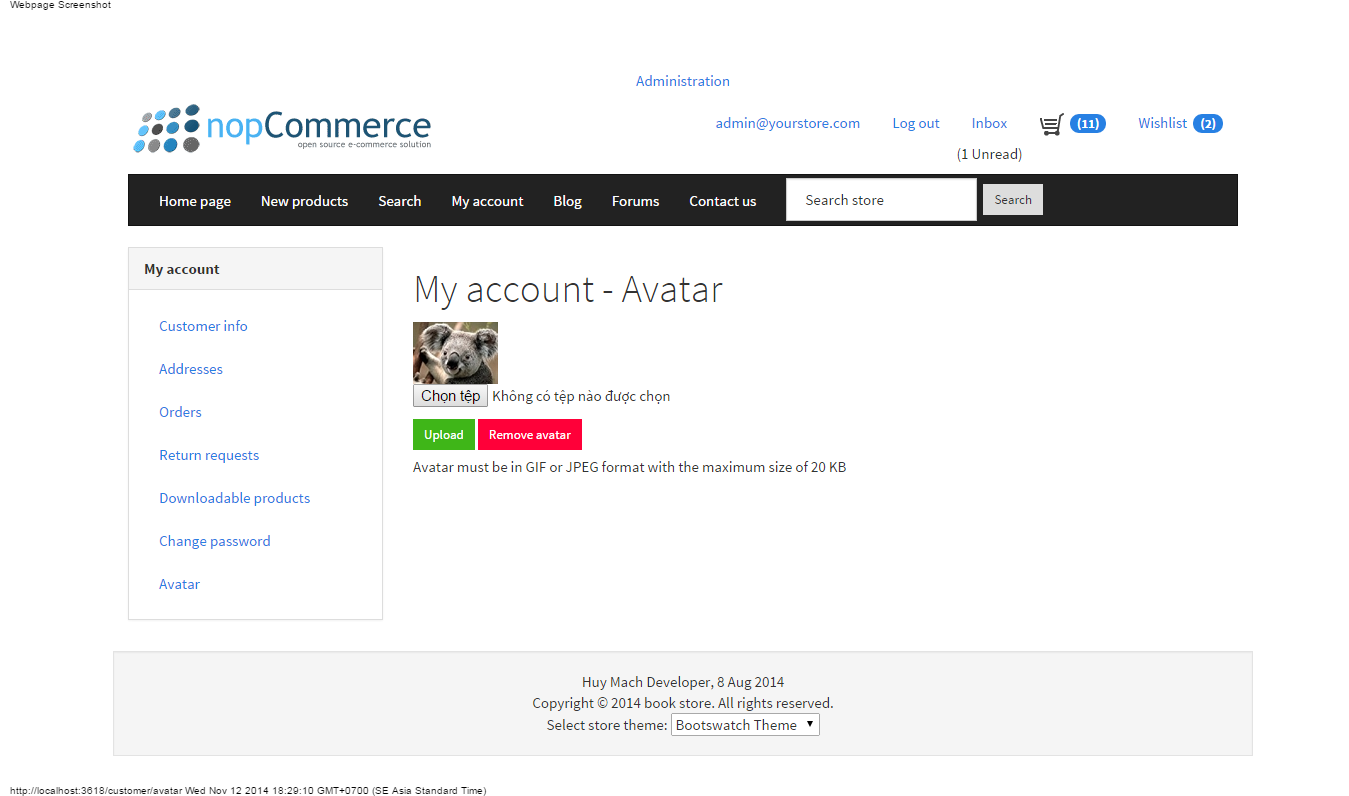 Webpage Screenshot
Administration
nopCommerce
open source e-commerce solution
admin@yourstore.com Log out Inbox (11) Wishlist (2)
(1 Unread)
Home page New products Search My account Blog Forums Contact us Search store Search
My account
Customer info
Addresses
Orders
Return requests
Downloadable products
Change password
Avatar
My account - Avatar
Chọn tệp Không có tệp nào được chọn
Upload Remove avatar
Avatar must be in GIF or JPEG format with the maximum size of 20 KB
Huy Mach Developer, 8 Aug 2014
Copyright © 2014 book store. All rights reserved.
Select store theme: Bootswatch Theme
http://localhost:3618/customer/avatar Wed Nov 12 2014 18:29:10 GMT+0700 (SE Asia Standard Time)